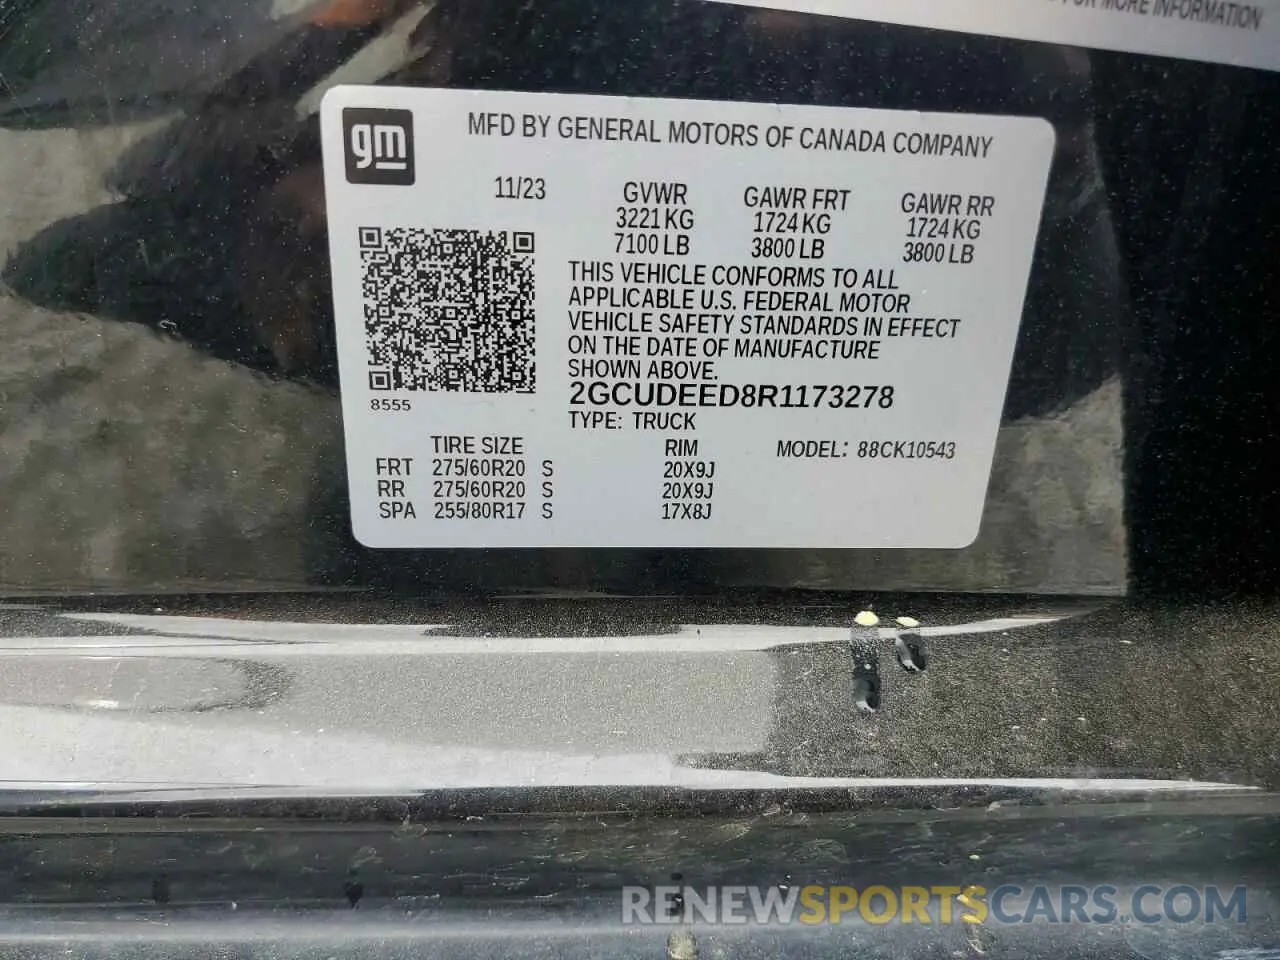 FOR MORE INFORMATION
gm
MFD BY GENERAL MOTORS OF CANADA COMPANY
11/23 GVWR GAWR FRT GAWR RR
3221 KG 1724 KG 1724 KG
7100 LB 3800 LB 3800 LB
THIS VEHICLE CONFORMS TO ALL
APPLICABLE U.S. FEDERAL MOTOR
VEHICLE SAFETY STANDARDS IN EFFECT
ON THE DATE OF MANUFACTURE
SHOWN ABOVE.
2GCUDEED8R1173278
8555
TYPE: TRUCK
TIRE SIZE RIM MODEL: 88CK10543
FRT 275/60R20 S 20X9J
RR 275/60R20 S 20X9J
SPA 255/80R17 S 17X8J
RENEWSPORTSCARS.COM